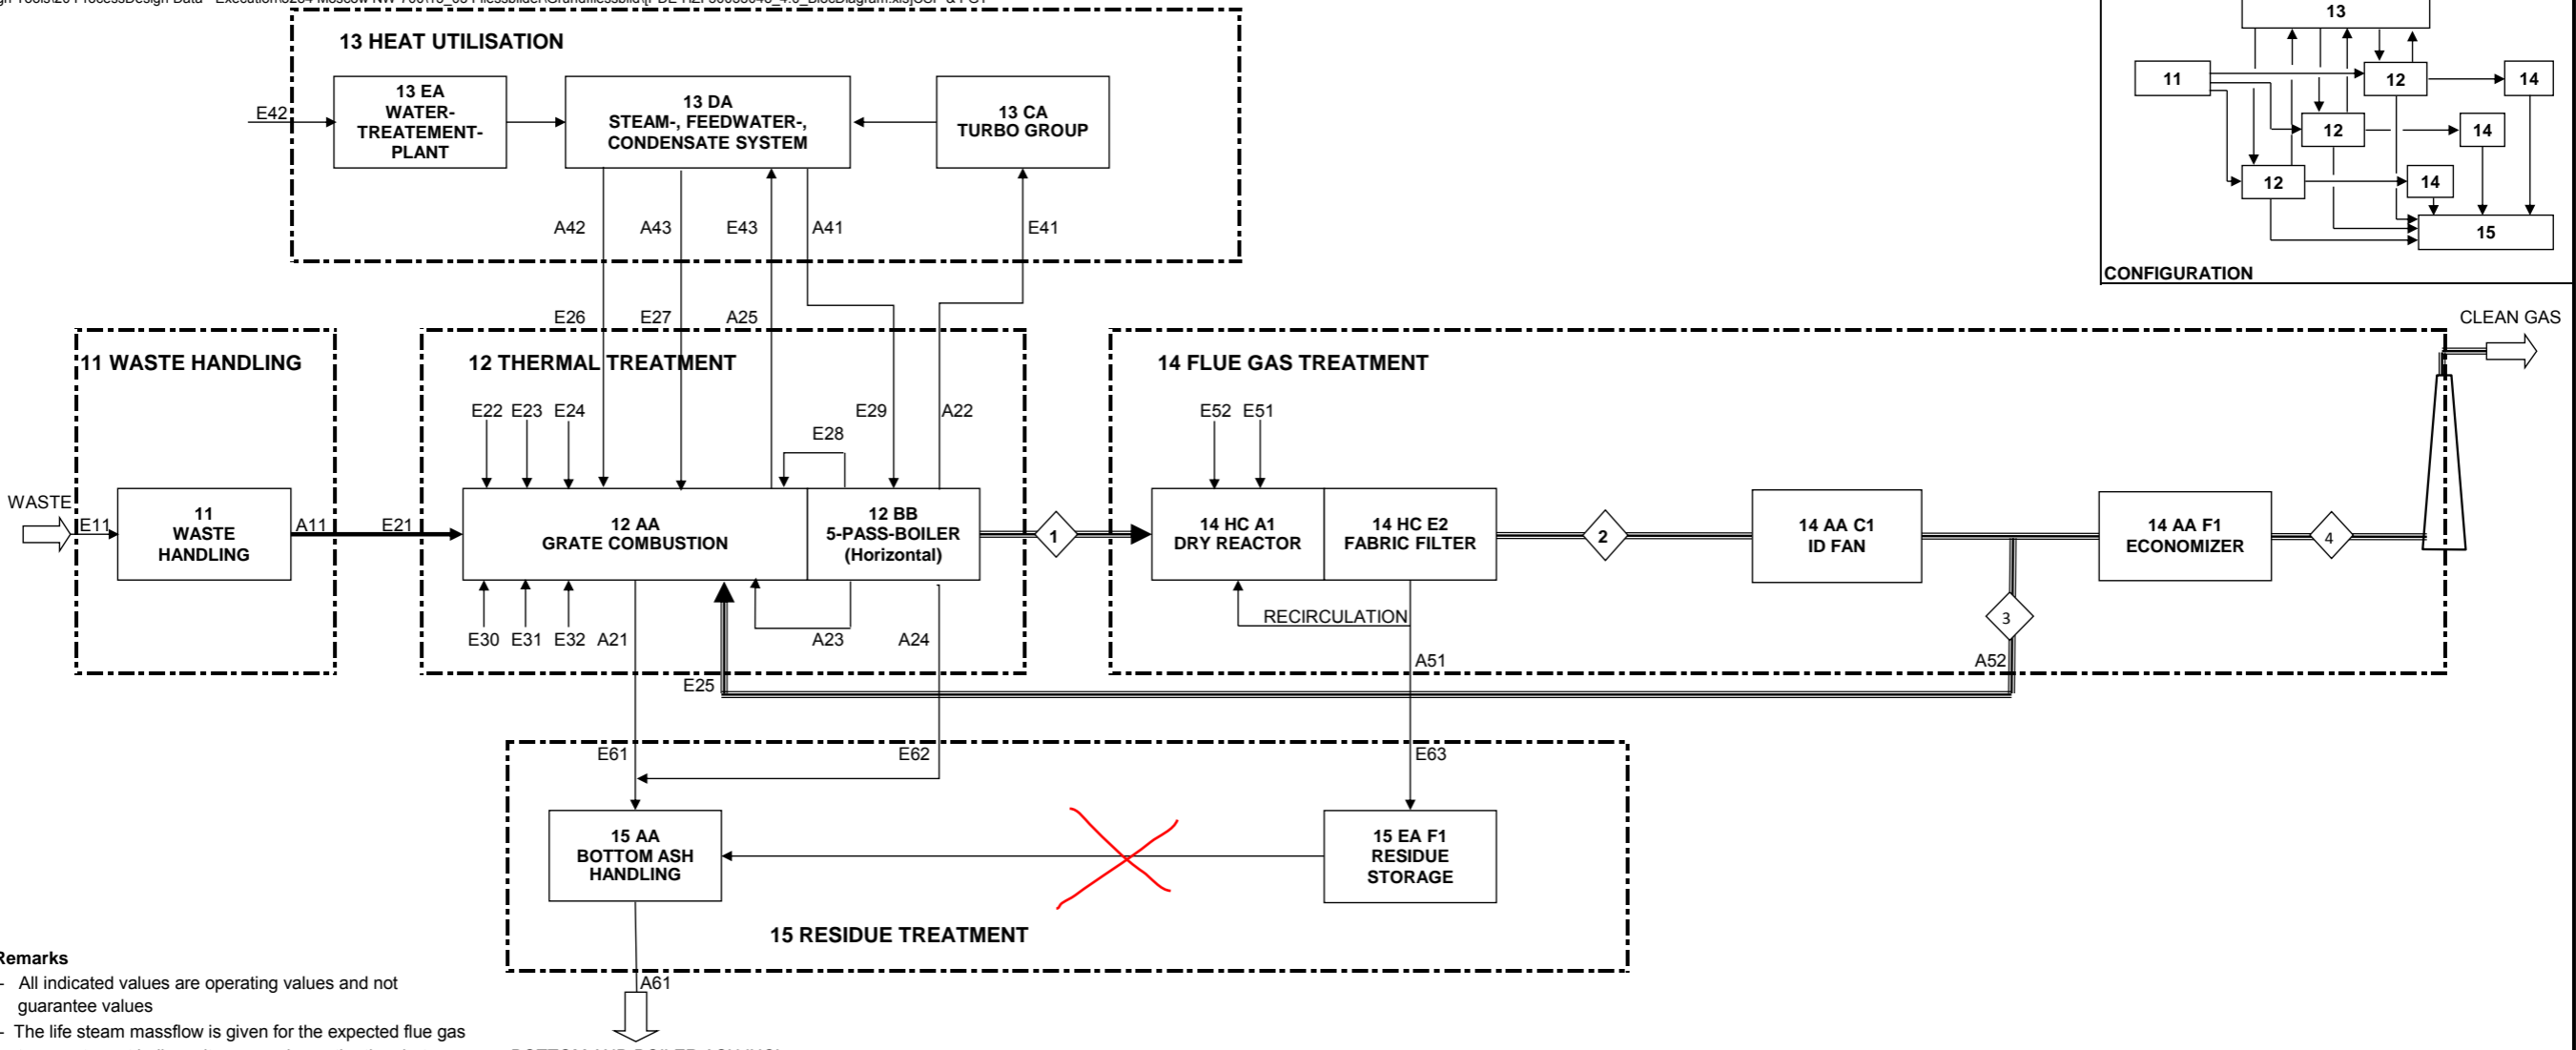 13 HEAT UTILISATION
13 EA
WATER-
TREATEMENT-
PLANT
13 DA
STEAM-, FEEDWATER-,
CONDENSATE SYSTEM
13 CA
TURBO GROUP
E42
A42
A43
E43
A41
E41
13
11
12
14
12
14
12
14
15
CONFIGURATION
E26
E27
A25
CLEAN GAS
11 WASTE HANDLING
12 THERMAL TREATMENT
14 FLUE GAS TREATMENT
E22
E23
E24
E28
E29
A22
E52
E51
WASTE
E11
11
WASTE
HANDLING
A11
E21
12 AA
GRATE COMBUSTION
12 BB
5-PASS-BOILER
(Horizontal)
1
14 HC A1
DRY REACTOR
14 HC E2
FABRIC FILTER
2
14 AA C1
ID FAN
14 AA F1
ECONOMIZER
4
RECIRCULATION
3
E30
E31
E32
A21
A23
A24
A51
A52
E25
E61
E62
E63
15 AA
BOTTOM ASH
HANDLING
15 EA F1
RESIDUE
STORAGE
15 RESIDUE TREATMENT
Remarks
- All indicated values are operating values and not
guarantee values
- The life steam massflow is given for the expected flue gas
A61